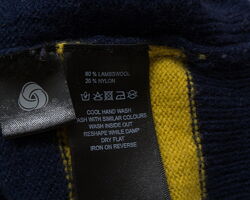 80% LAMBSWOOL
20% NYLON
COOL HAND WASH
ASH WITH SIMILAR COLOURS
WASH INSIDE OUT
RESHAPE WHILE DAMP
DRY FLAT
IRON ON REVERSE